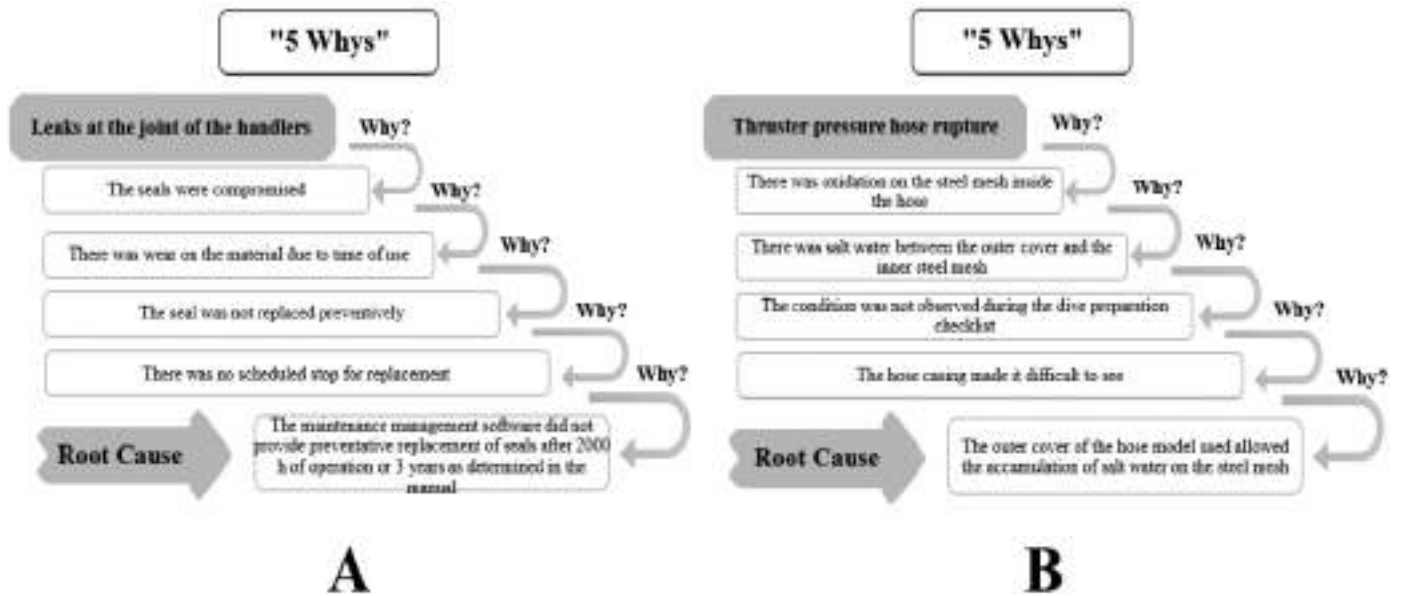 "5 Whys"
Leaks at the joint of the handlers
Why?
The seals were compromised
Why?
There was wear on the material due to time of use
Why?
The seal was not replaced preventively
Why?
There was no scheduled stop for replacement
Why?
Root Cause
The maintenance management software did not
provide preventative replacement of seals after 2000
h of operation or 3 years as determined in the
manual
A
"5 Whys"
Thruster pressure hose rupture
Why?
There was oxidation on the steel mesh inside
the hose
Why?
There was salt water between the outer cover and the
inner steel mesh
Why?
The condition was not observed during the dive preparation
checklist
Why?
The hose casing made it difficult to see
Why?
Root Cause
The outer cover of the hose model used allowed
the accumulation of salt water on the steel mesh
B